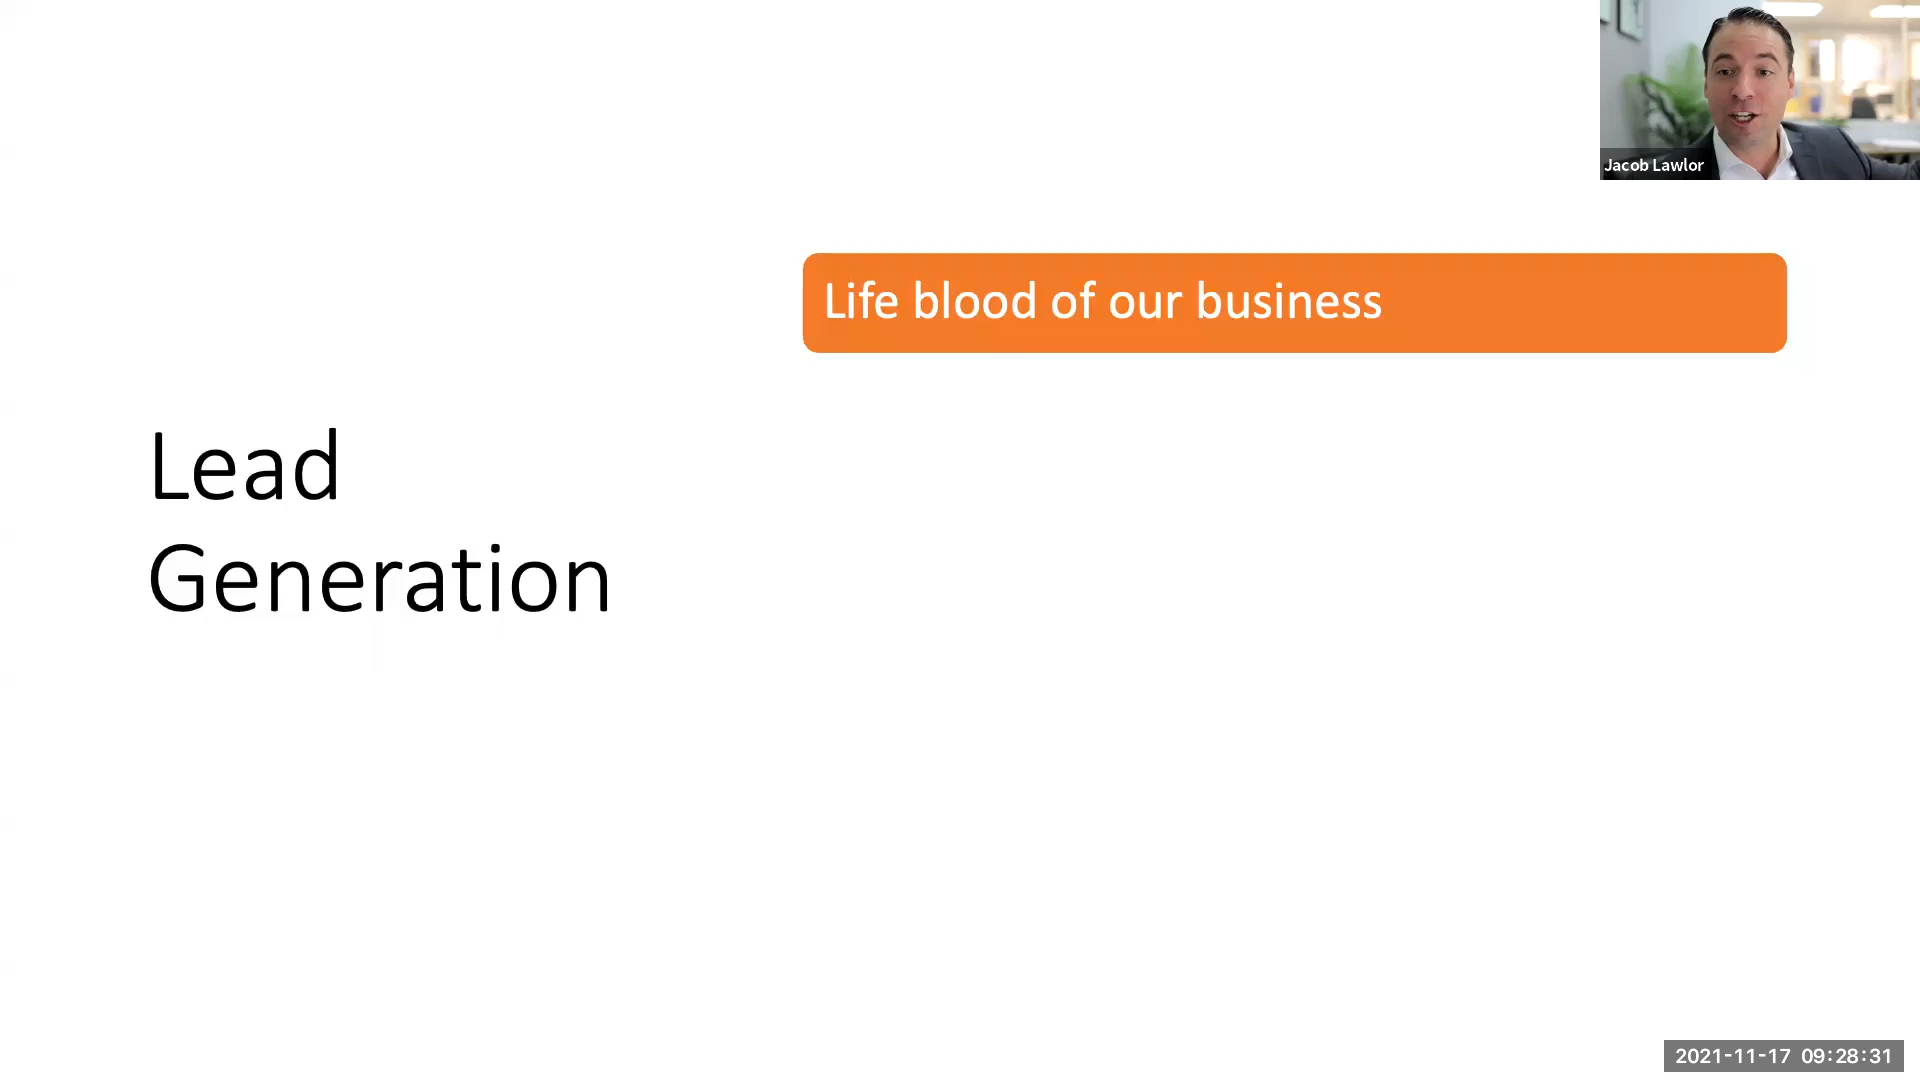 Jacob Lawlor
Life blood of our business
Lead
Generation
2021-11-17 09:28:31